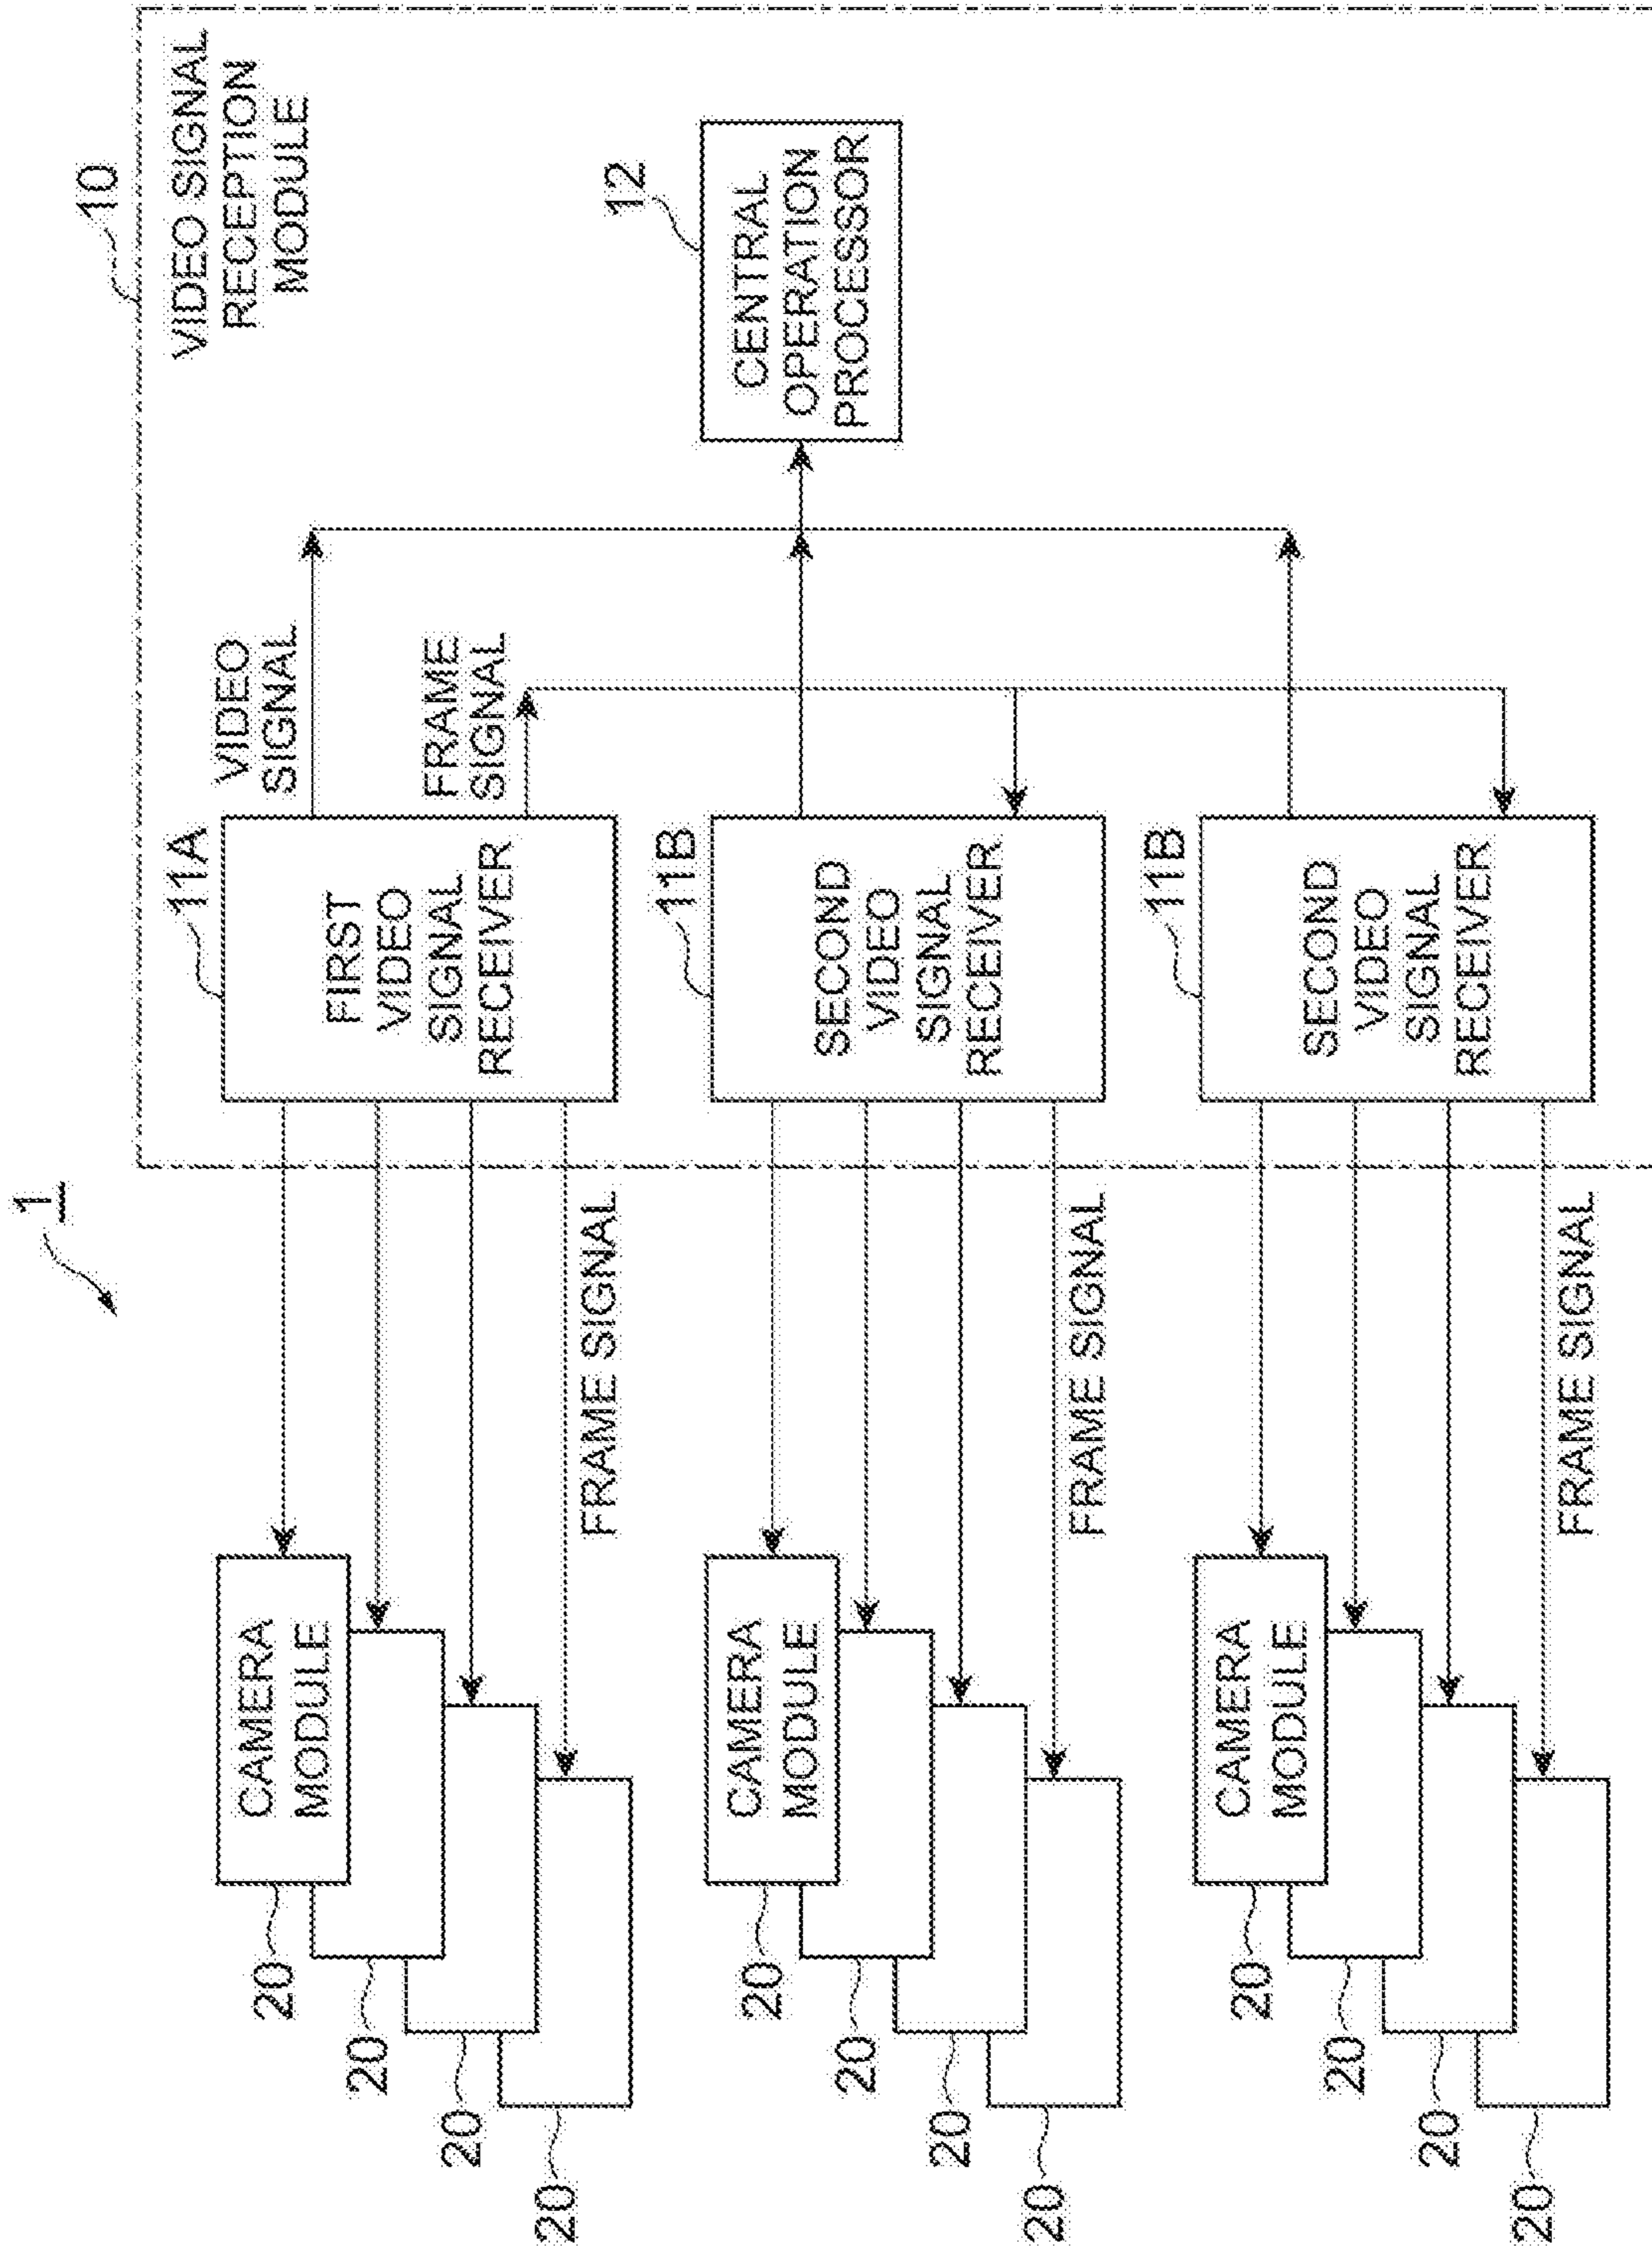 1
10
VIDEO SIGNAL
RECEPTION
MODULE
20
CAMERA
MODULE
20
20
20
FRAME SIGNAL
11A
FIRST
VIDEO
SIGNAL
RECEIVER
VIDEO
SIGNAL
FRAME
SIGNAL
12
CENTRAL
OPERATION
PROCESSOR
20
CAMERA
MODULE
20
20
20
FRAME SIGNAL
11B
SECOND
VIDEO
SIGNAL
RECEIVER
20
CAMERA
MODULE
20
20
20
FRAME SIGNAL
11B
SECOND
VIDEO
SIGNAL
RECEIVER